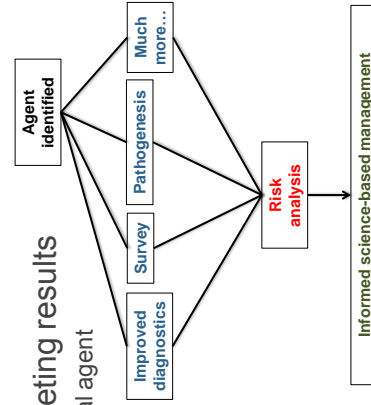 eting results
al agent
Agent
identified
Improved
diagnostics
Survey
Pathogenesis
Much
more...
Risk
analysis
Informed science-based management